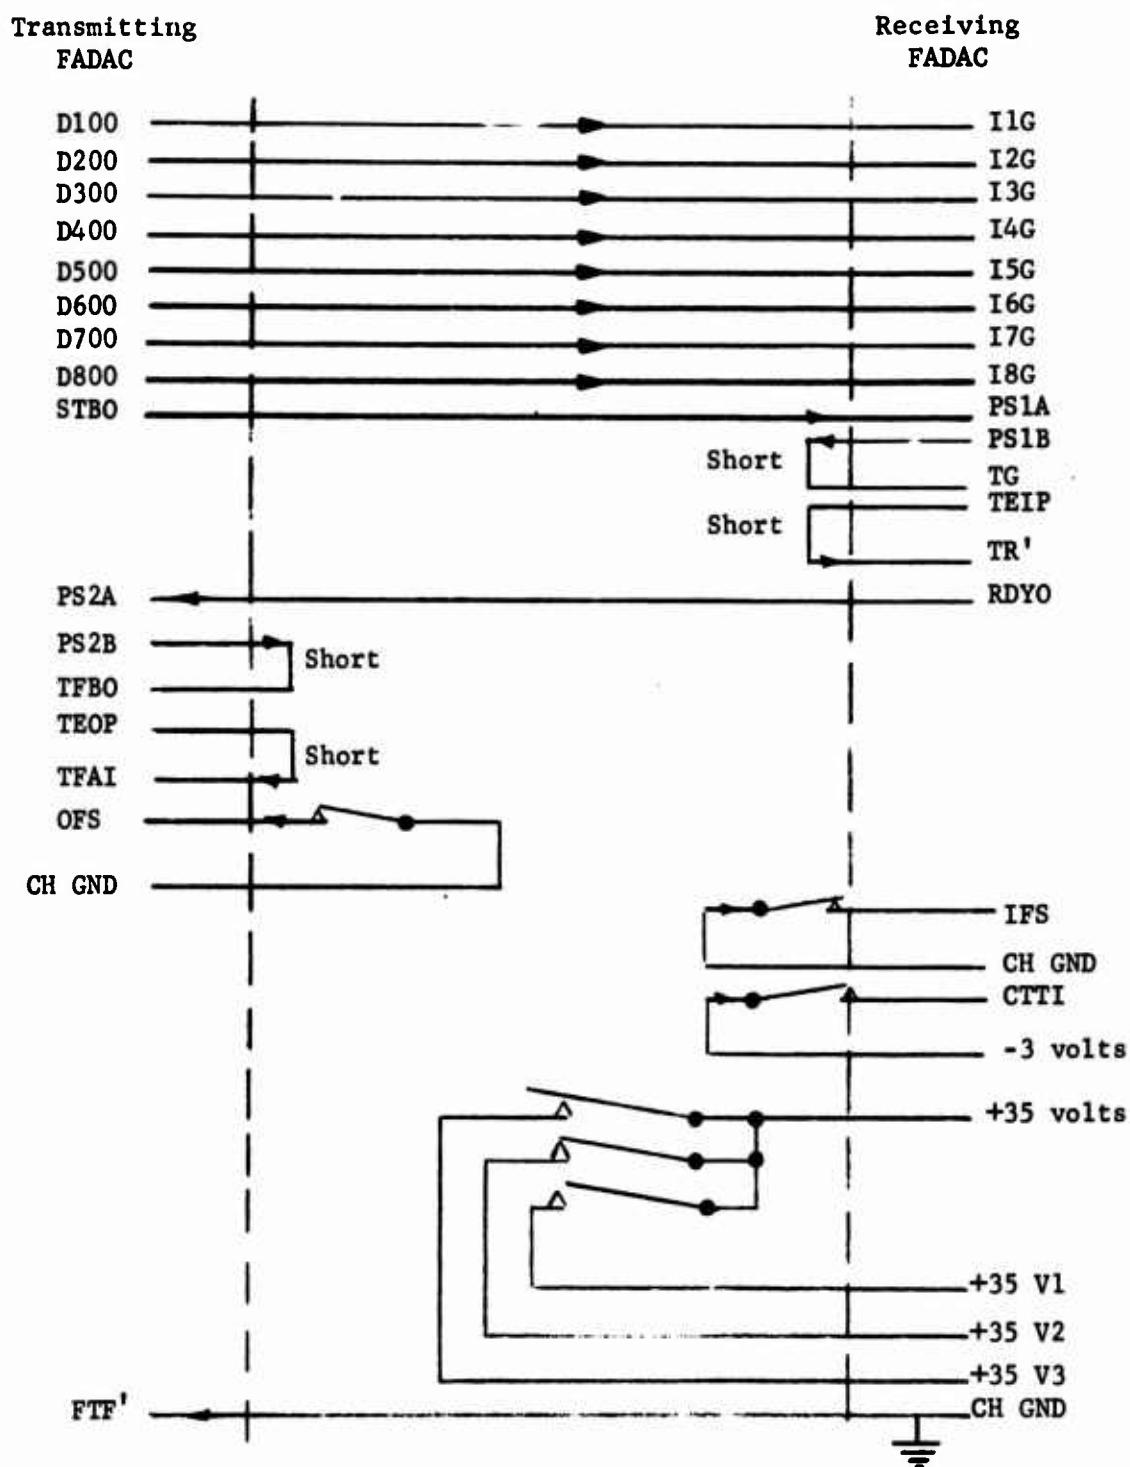 Transmitting Receiving
FADAC FADAC
D100 I1G
D200 I2G
D300 I3G
D400 I4G
D500 I5G
D600 I6G
D700 I7G
D800 I8G
STBO PS1A
PS1B
Short
TG
TEIP
Short
TR'
PS2A RDYO
PS2B
Short
TFBO
TEOP
Short
TFAI
OFS
CH GND
IFS
CH GND
CTTI
-3 volts
+35 volts
+35 V1
+35 V2
+35 V3
FTF' CH GND